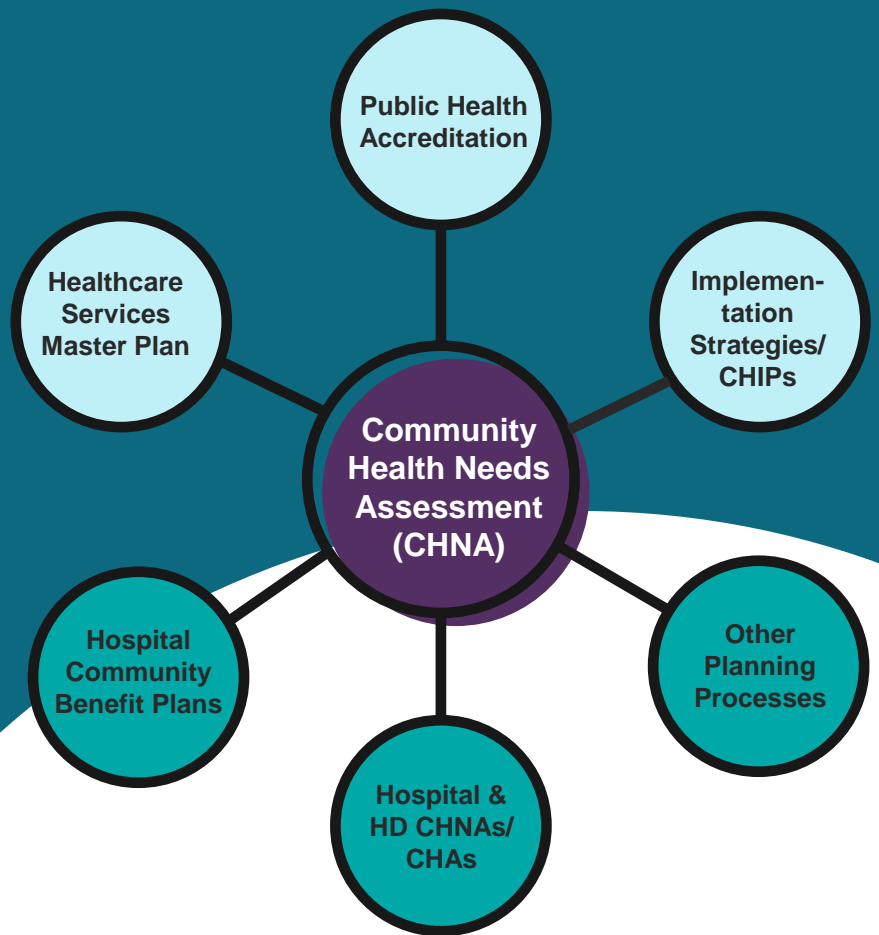 Public Health
Accreditation
Healthcare
Services
Master Plan
Implemen-
tation
Strategies/
CHIPs
Community
Health Needs
Assessment
(CHNA)
Hospital
Community
Benefit Plans
Other
Planning
Processes
Hospital &
HD CHNAs/
CHAs